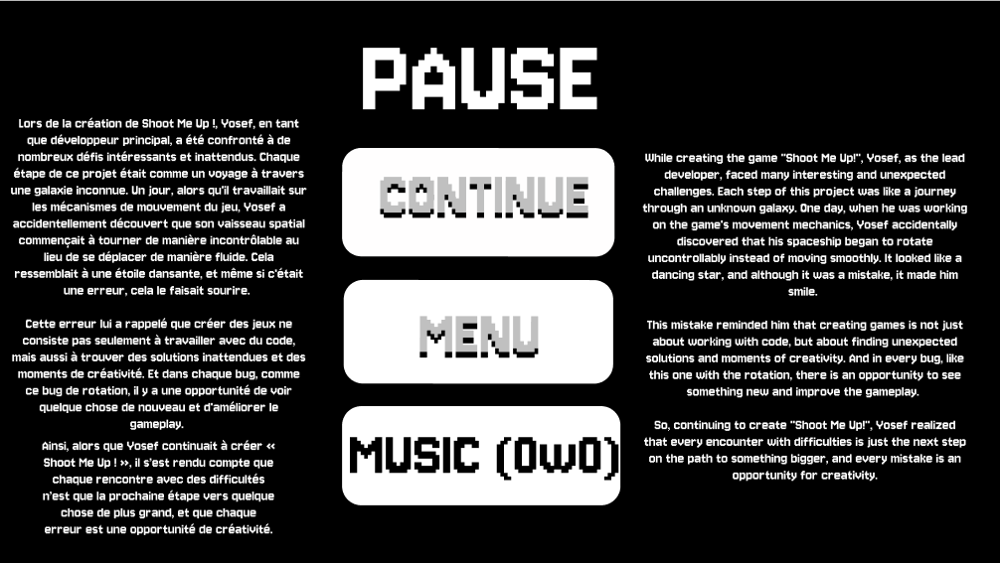 PAUSE
Lors de la création de Shoot Me Up !, Yosef, en tant
que développeur principal, a été confronté à de
nombreux défis intéressants et inattendus. Chaque
étape de ce projet était comme un voyage à travers
une galaxie inconnue. Un jour, alors qu'il travaillait sur
les mécanismes de mouvement du jeu, Yosef a
accidentellement découvert que son vaisseau spatial
commençait à tourner de manière incontrôlable au
lieu de se déplacer de manière fluide. Cela
ressemblait à une étoile dansante, et même si c'était
une erreur, cela le faisait sourire.
Cette erreur lui a rappelé que créer des jeux ne
consiste pas seulement à travailler avec du code,
mais aussi à trouver des solutions inattendues et des
moments de créativité. Et dans chaque bug, comme
ce bug de rotation, il y a une opportunité de voir
quelque chose de nouveau et d'améliorer le
gameplay.
Ainsi, alors que Yosef continuait à créer «
Shoot Me Up ! », il s'est rendu compte que
chaque rencontre avec des difficultés
n'est que la prochaine étape vers quelque
chose de plus grand, et que chaque
erreur est une opportunité de créativité.
CONTINUE
MENU
MUSIC (OwO)
While creating the game "Shoot Me Up!", Yosef, as the lead
developer, faced many interesting and unexpected
challenges. Each step of this project was like a journey
through an unknown galaxy. One day, when he was working
on the game's movement mechanics, Yosef accidentally
discovered that his spaceship began to rotate
uncontrollably instead of moving smoothly. It looked like a
dancing star, and although it was a mistake, it made him
smile.
This mistake reminded him that creating games is not just
about working with code, but about finding unexpected
solutions and moments of creativity. And in every bug, like
this one with the rotation, there is an opportunity to see
something new and improve the gameplay.
So, continuing to create "Shoot Me Up!", Yosef realized
that every encounter with difficulties is just the next step
on the path to something bigger, and every mistake is an
opportunity for creativity.